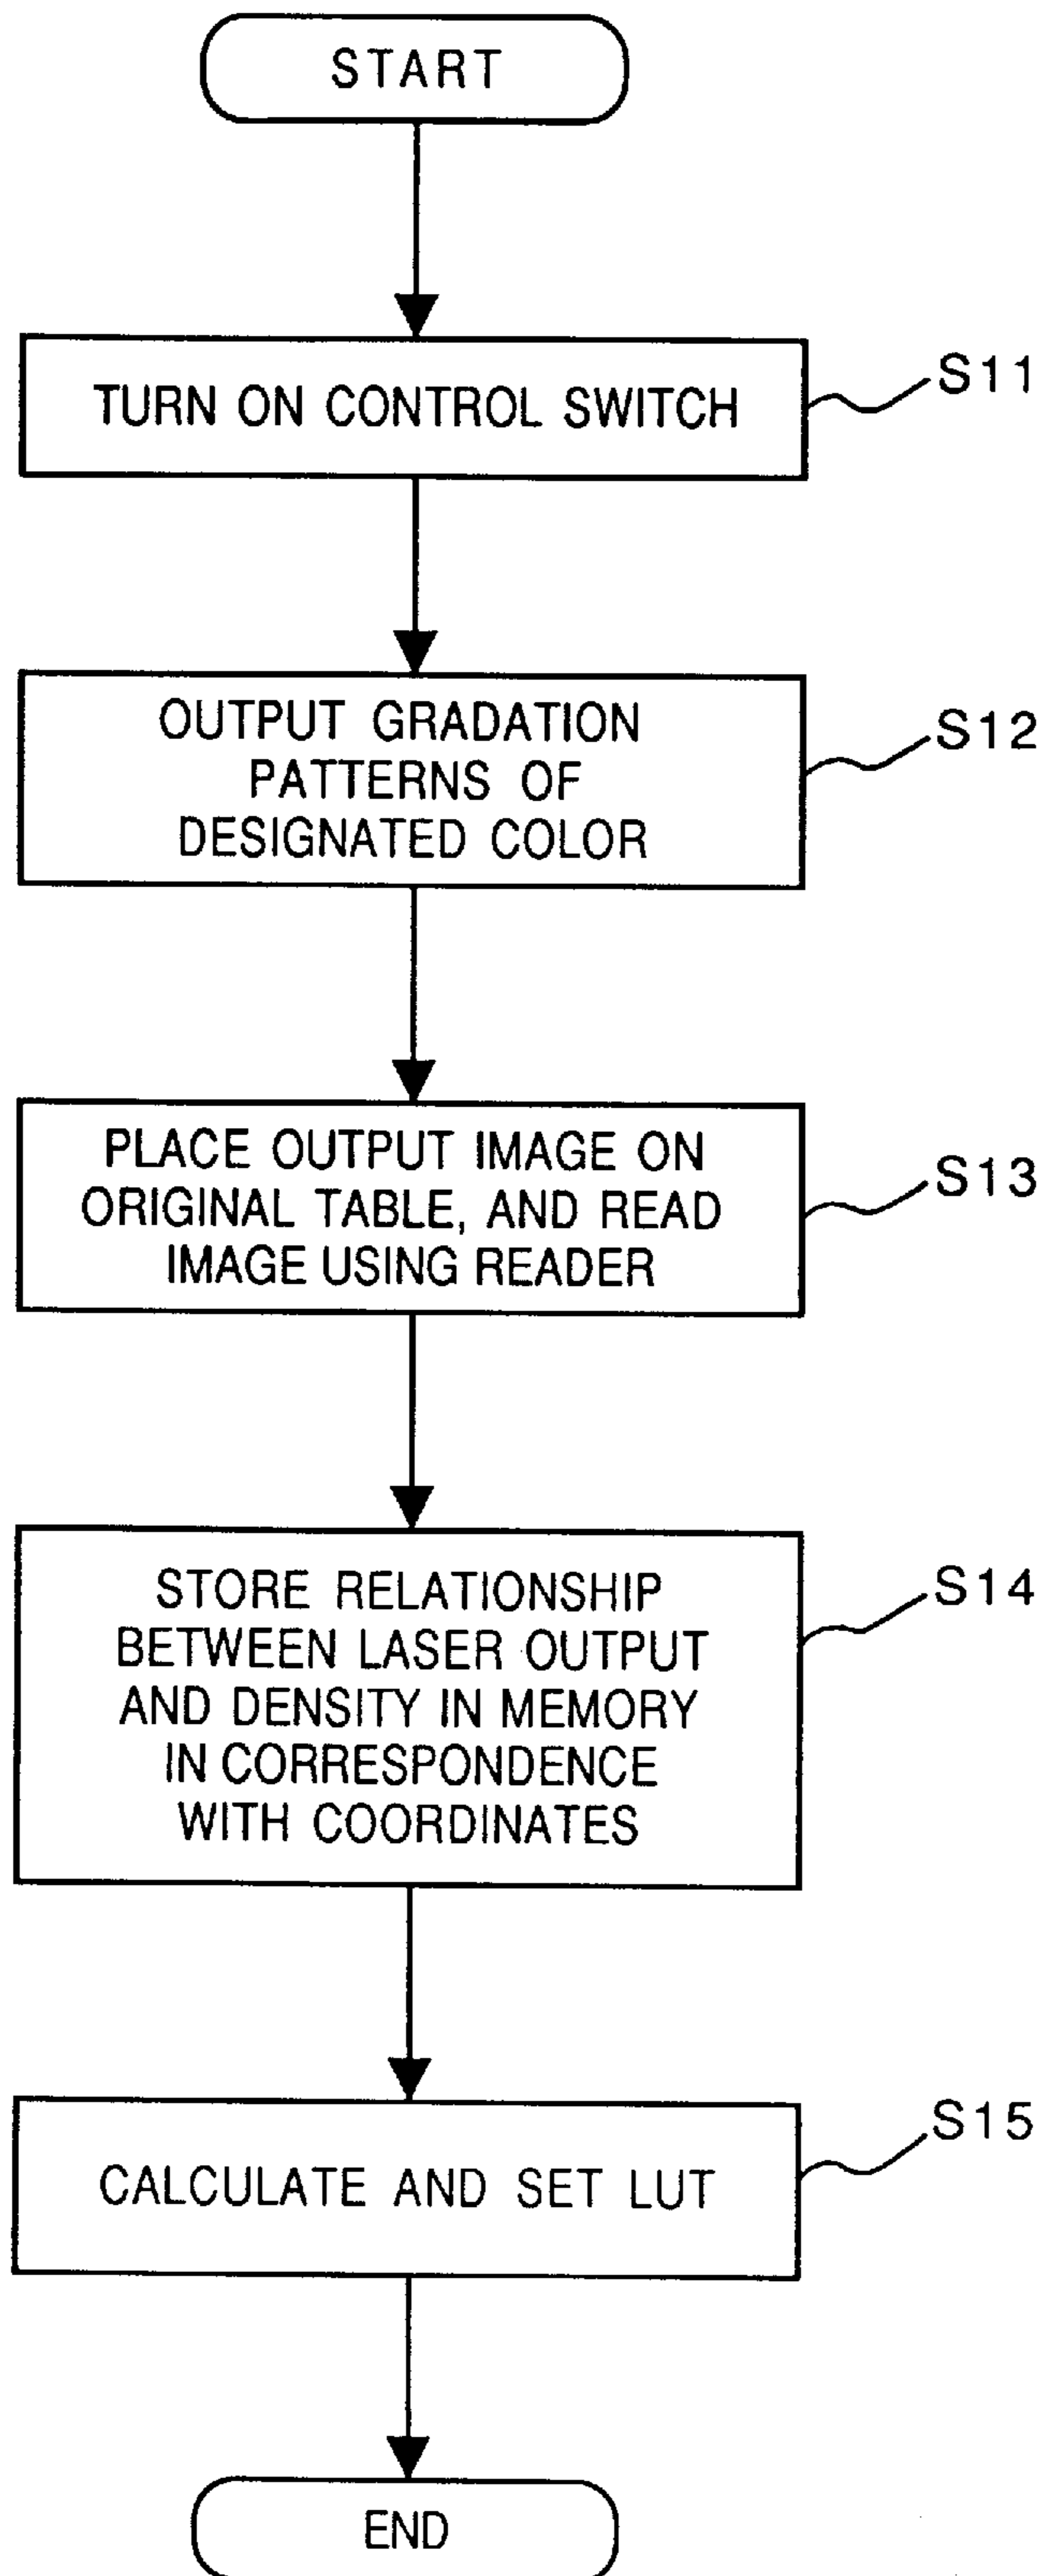 START
TURN ON CONTROL SWITCH
S11
OUTPUT GRADATION
PATTERNS OF
DESIGNATED COLOR
S12
PLACE OUTPUT IMAGE ON
ORIGINAL TABLE, AND READ
IMAGE USING READER
S13
STORE RELATIONSHIP
BETWEEN LASER OUTPUT
AND DENSITY IN MEMORY
IN CORRESPONDENCE
WITH COORDINATES
S14
CALCULATE AND SET LUT
S15
END